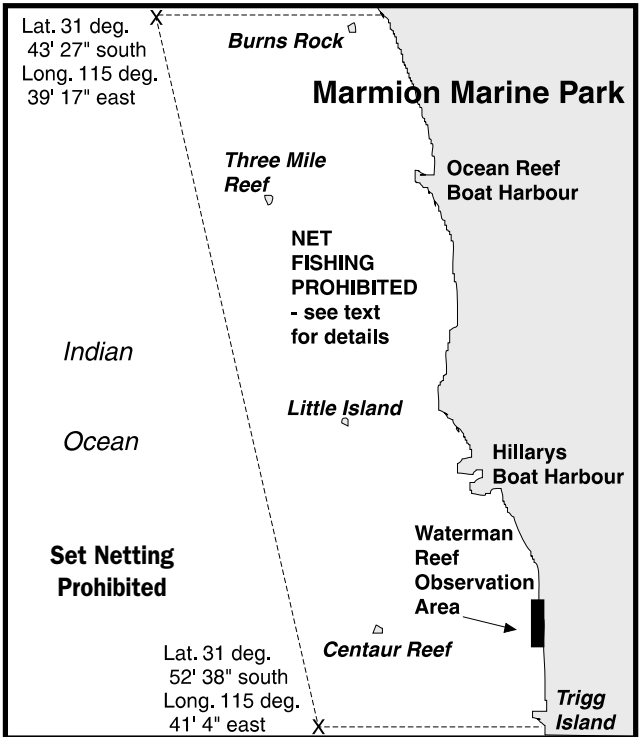 Lat. 31 deg.
43' 27" south
Long. 115 deg.
39' 17" east
X
Burns Rock
Marmion Marine Park
Three Mile
Reef
Ocean Reef
Boat Harbour
NET
FISHING
PROHIBITED
- see text
for details
Indian
Ocean
Little Island
Hillarys
Boat Harbour
Set Netting
Prohibited
Waterman
Reef
Observation
Area
Centaur Reef
Lat. 31 deg.
52' 38" south
Long. 115 deg.
41' 4" east
X
Trigg
Island